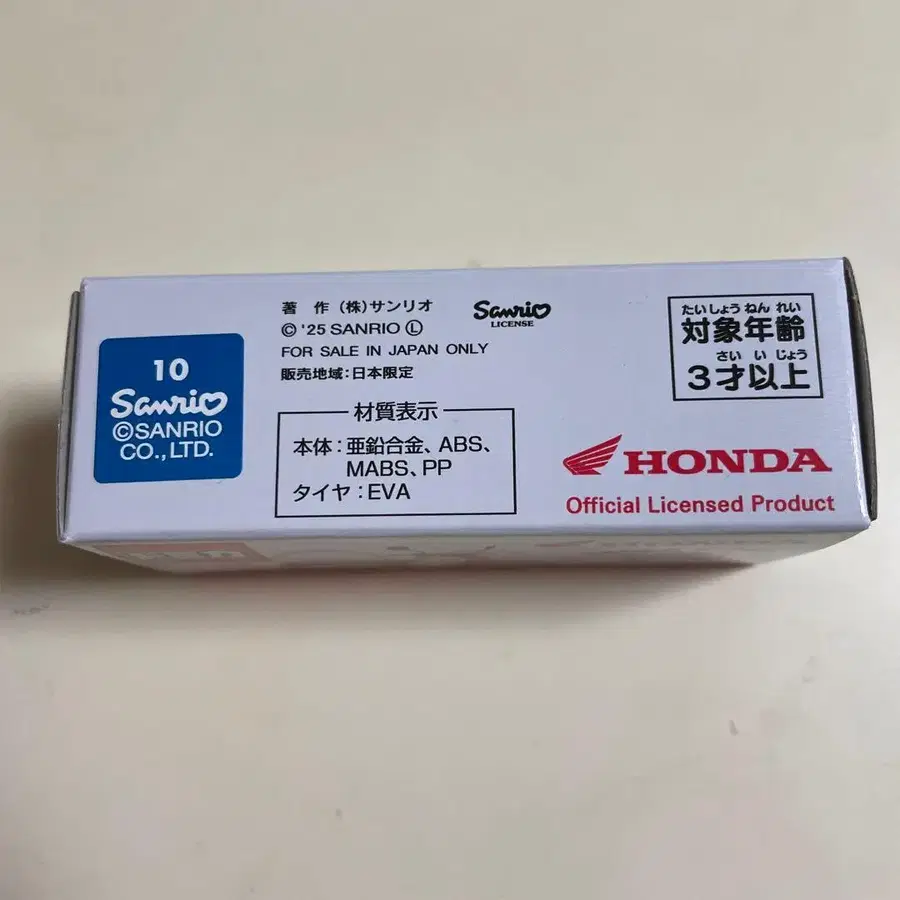 10
Sanrio
©SANRIO
CO., LTD.
著 作 (株)サンリオ
© '25 SANRIO Ⓛ
FOR SALE IN JAPAN ONLY
販売地域:日本限定
Sanrio
LICENSE
材質表示
本体:亜鉛合金、ABS、
MABS、PP
タイヤ:EVA
たいしょう ねん れい
対象年齢
さい い じょう
3才以上
HONDA
Official Licensed Product